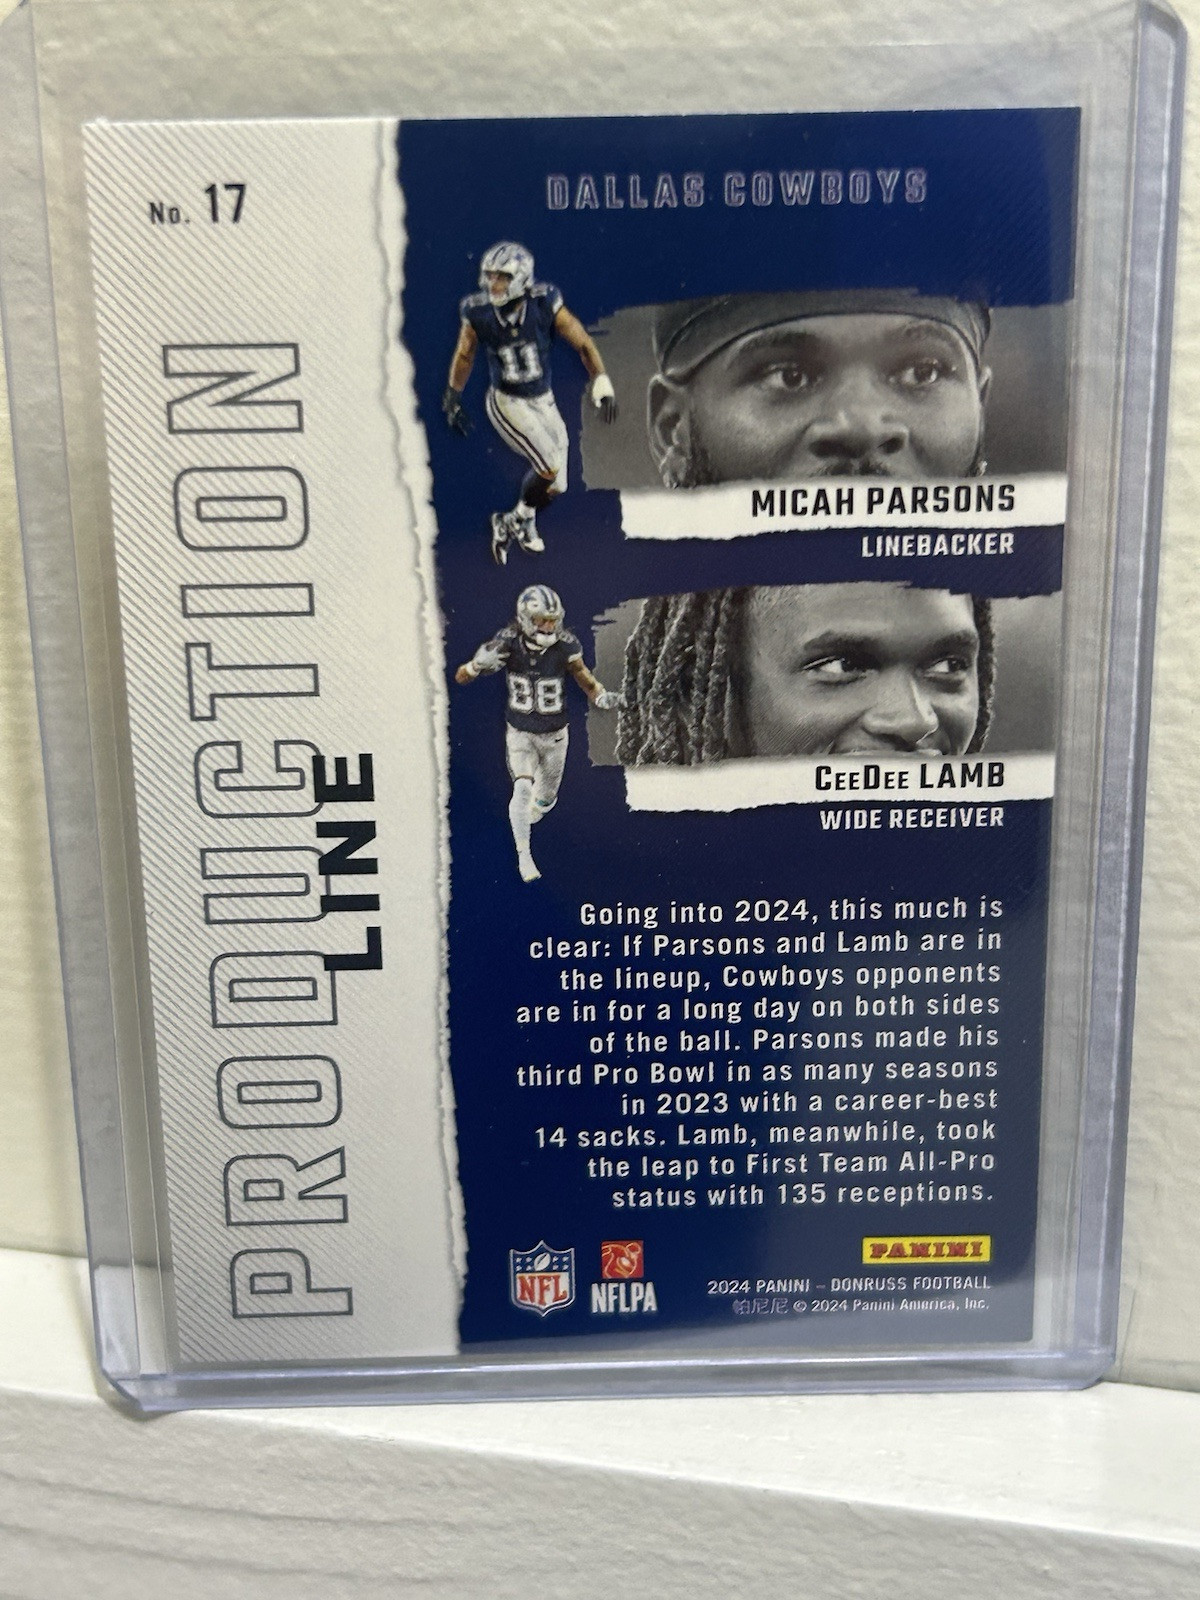 No. 17
PRODUCTION
LINE
DALLAS COWBOYS
11
MICAH PARSONS
LINEBACKER
88
CEEDEE LAMB
WIDE RECEIVER
Going into 2024, this much is
clear: If Parsons and Lamb are in
the lineup, Cowboys opponents
are in for a long day on both sides
of the ball. Parsons made his
third Pro Bowl in as many seasons
in 2023 with a career-best
14 sacks. Lamb, meanwhile, took
the leap to First Team All-Pro
status with 135 receptions.
NFL
NFLPA
PANINI
2024 PANINI – DONRUSS FOOTBALL
帕尼尼 © 2024 Panini America, Inc.